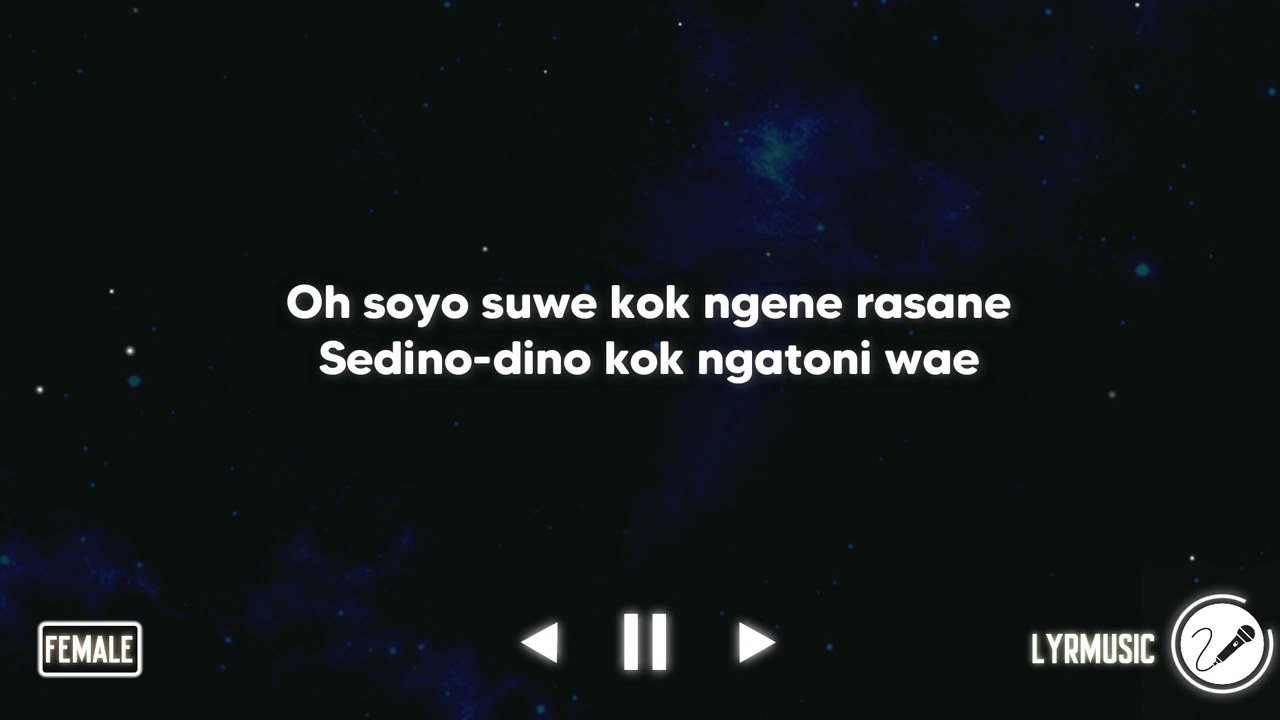 Oh soyo suwe kok ngene rasane
Sedino-dino kok ngatoni wae
FEMALE
LYRMUSIC